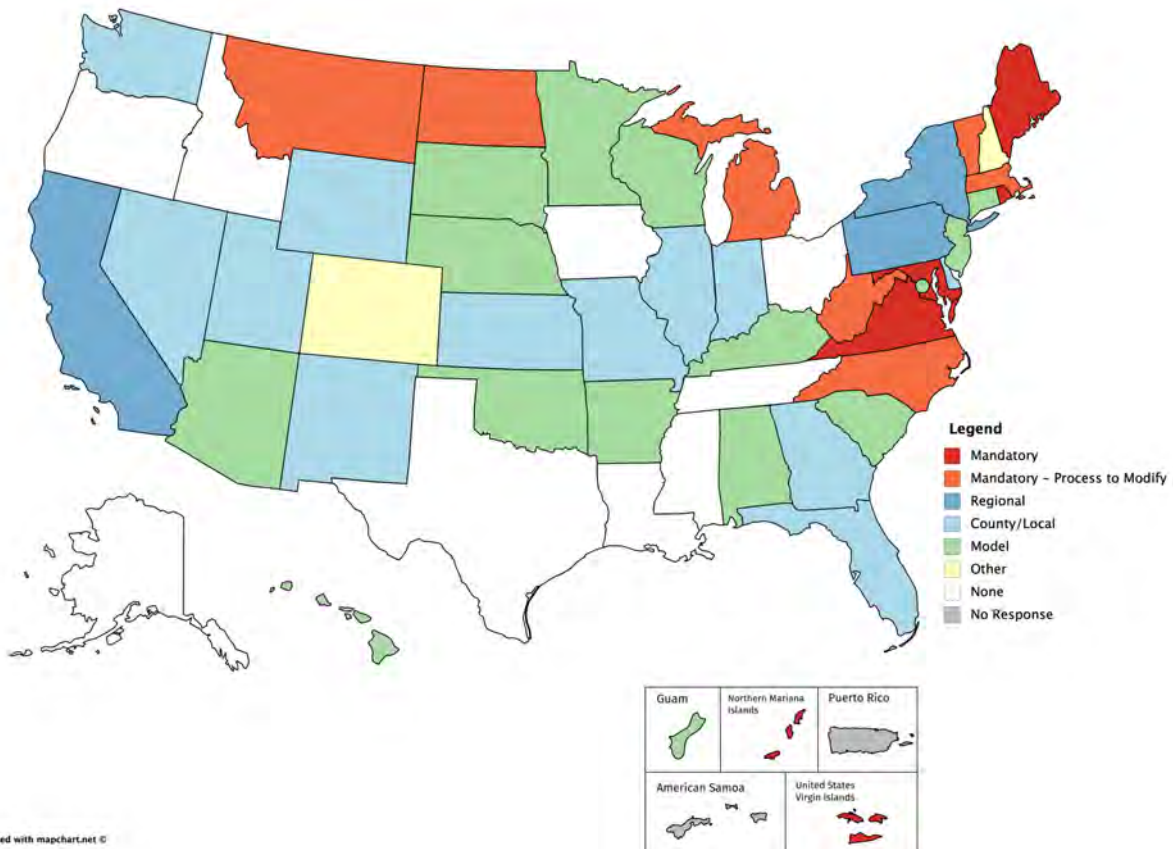 Legend
Mandatory
Mandatory - Process to Modify
Regional
County/Local
Model
Other
None
No Response
Guam
Northern Mariana
Islands
Puerto Rico
American Samoa
United States
Virgin Islands
ed with mapchart.net ©